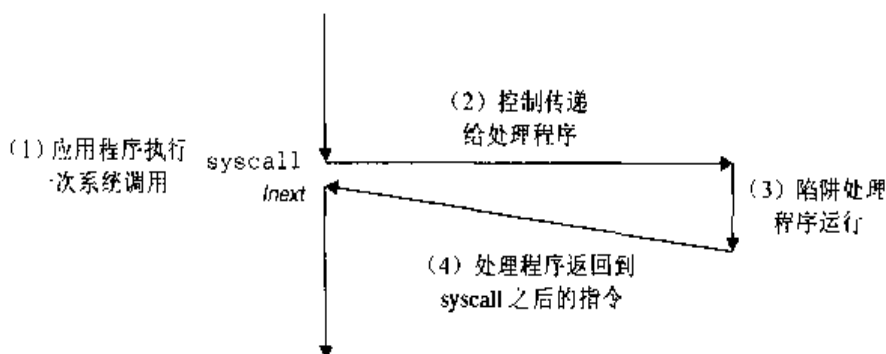 （2）控制传递
给处理程序
（1）应用程序执行
一次系统调用
syscall
Inext
（3）陷阱处理
程序运行
（4）处理程序返回到
syscall 之后的指令